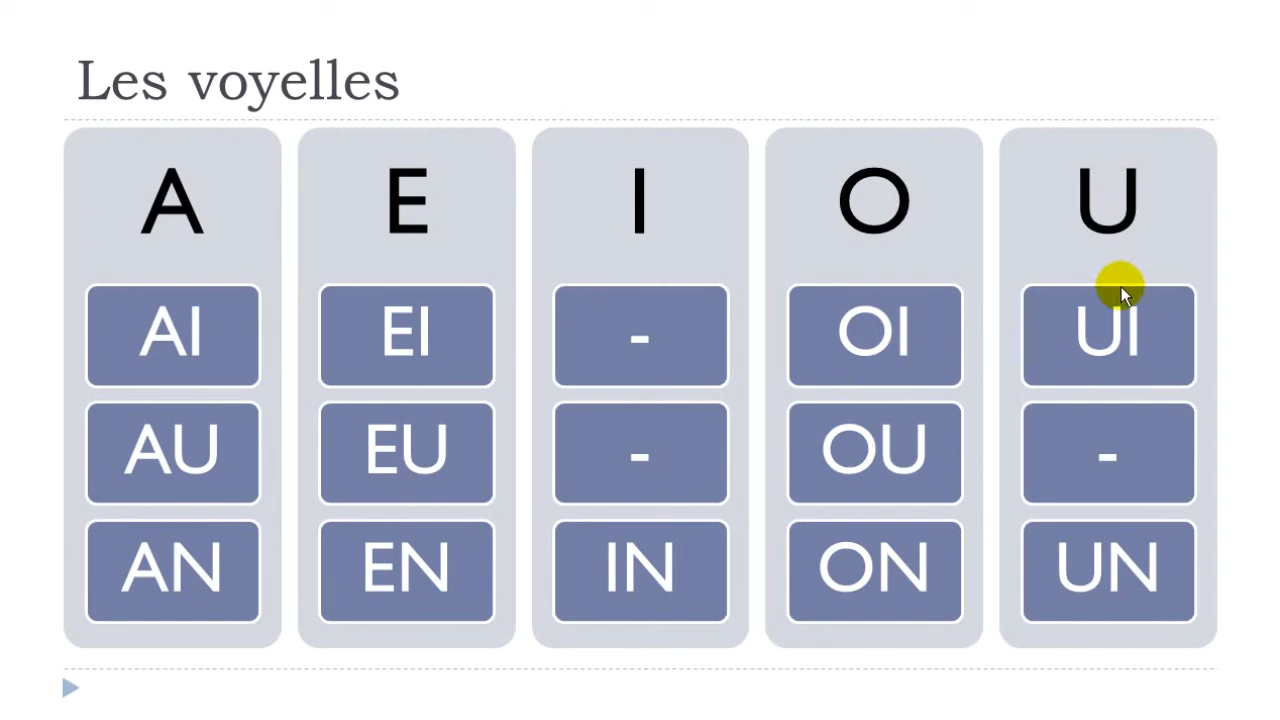 Les voyelles
A E I O U
AI EI - OI UI
AU EU - OU -
AN EN IN ON UN